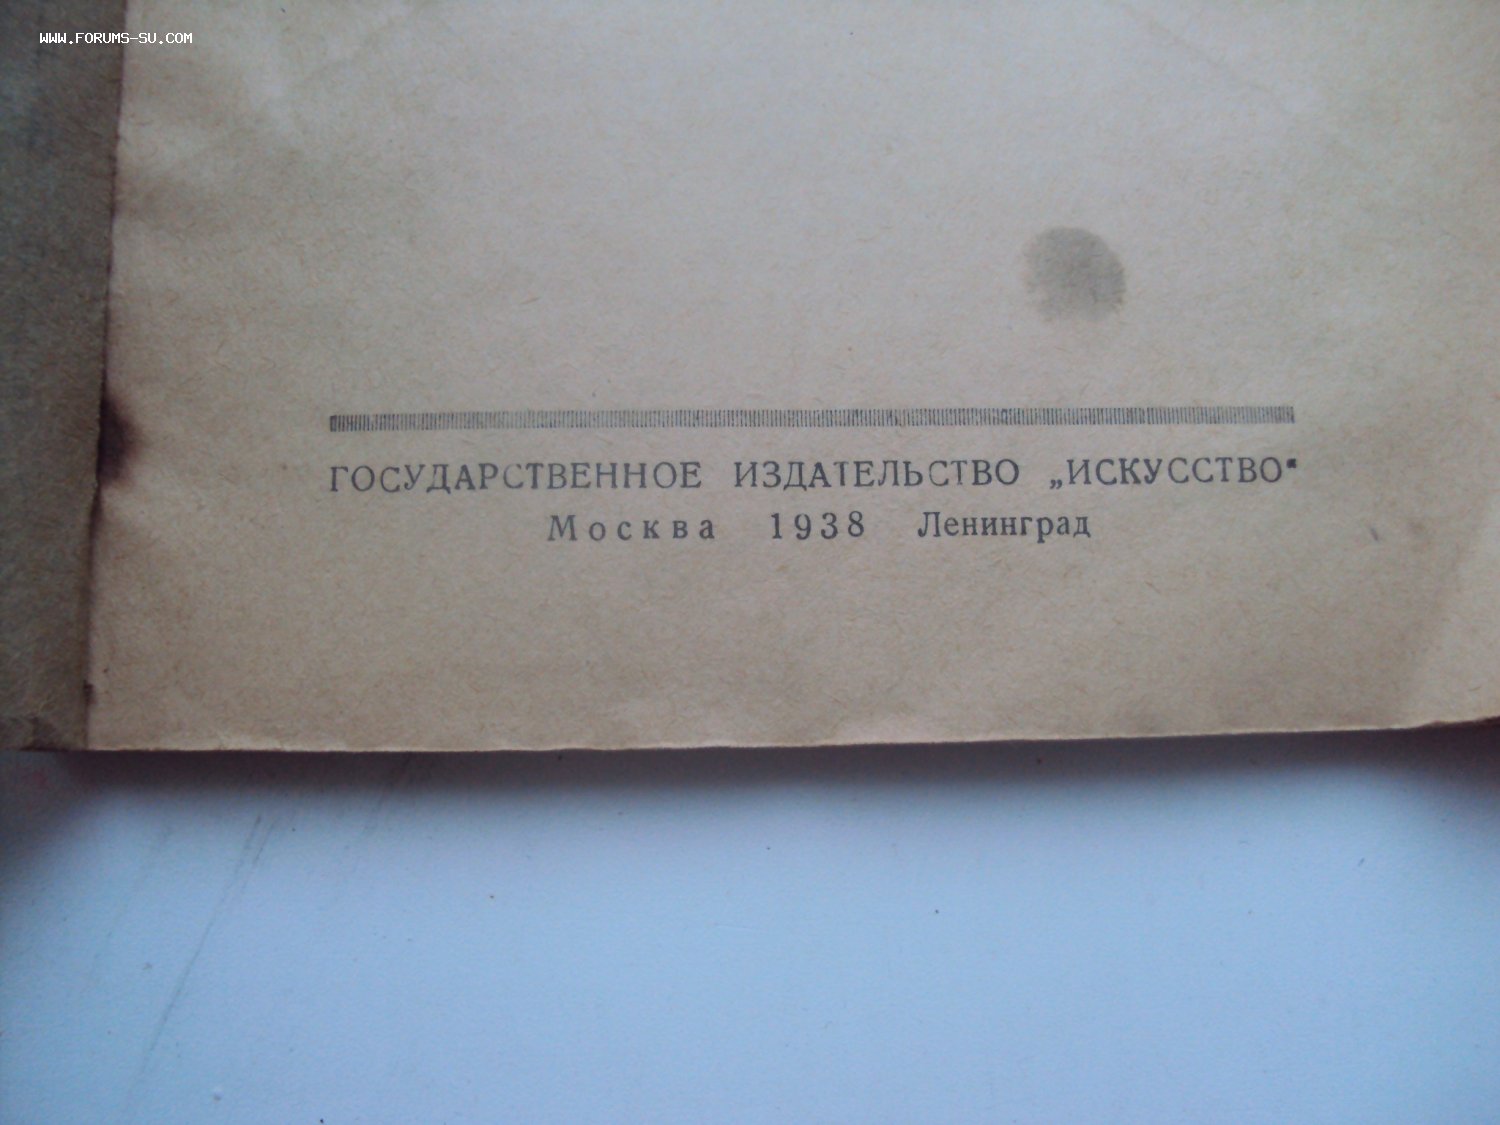 WWW.FORUMS-SU.COM
ГОСУДАРСТВЕННОЕ ИЗДАТЕЛЬСТВО „ИСКУССТВО“
Москва 1938 Ленинград